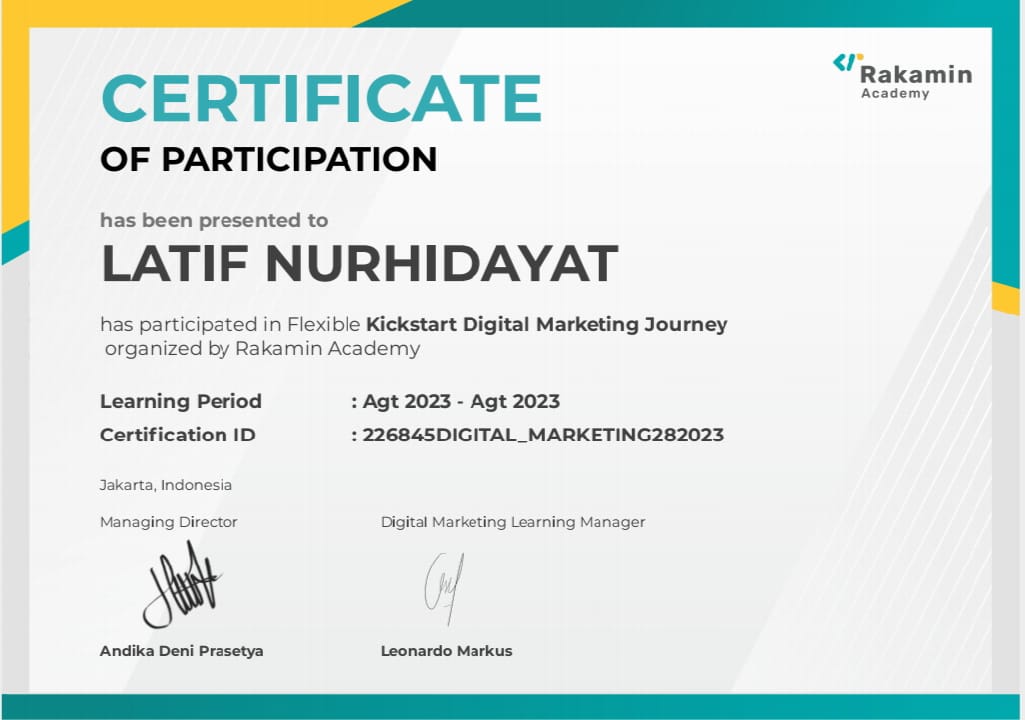 Rakamin
Academy
CERTIFICATE
OF PARTICIPATION
has been presented to
LATIF NURHIDAYAT
has participated in Flexible Kickstart Digital Marketing Journey
organized by Rakamin Academy
Learning Period : Agt 2023 - Agt 2023
Certification ID : 226845DIGITAL_MARKETING282023
Jakarta, Indonesia
Managing Director Digital Marketing Learning Manager
Andika Deni Prasetya Leonardo Markus